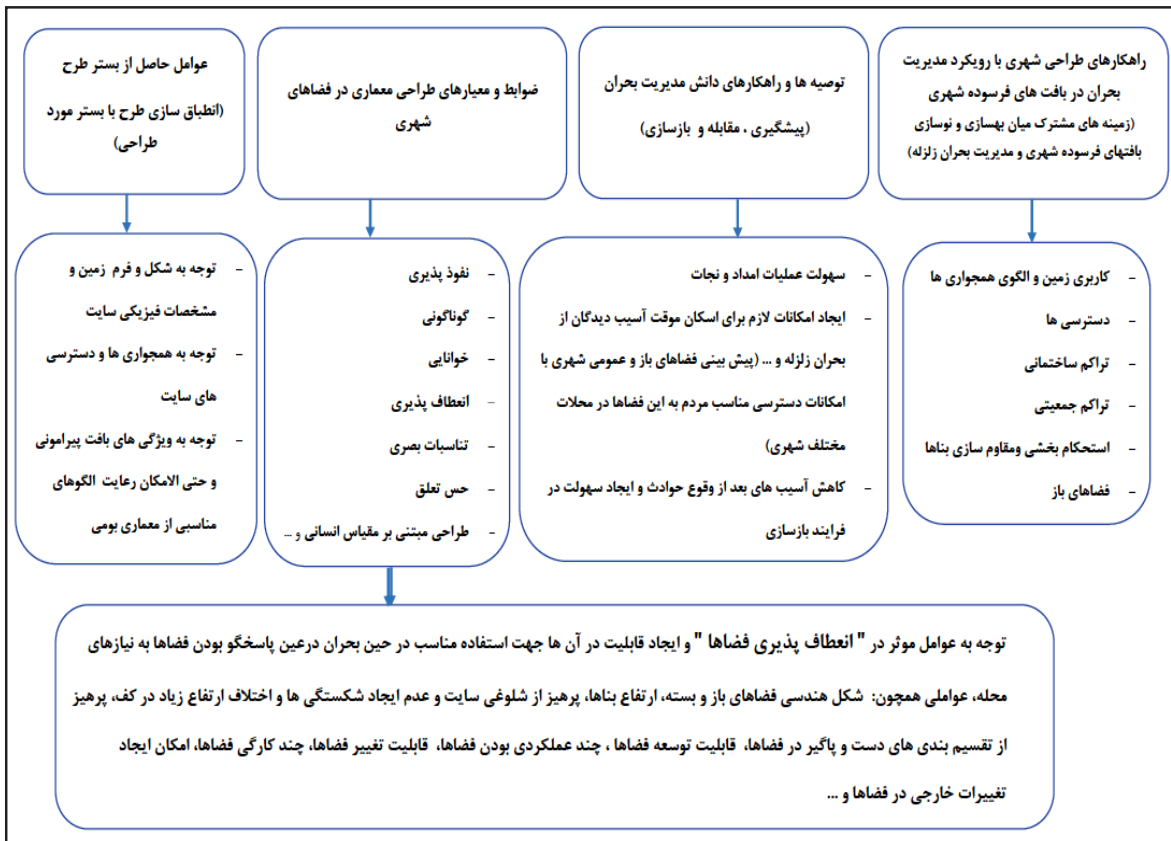 راهکارهای طراحی شهری با رویکرد مدیریت
بحران در بافت های فرسوده شهری
(زمینه های مشترک میان بهسازی و نوسازی
بافتهای فرسوده شهری و مدیریت بحران زلزله)
توصیه ها و راهکارهای دانش مدیریت بحران
(پیشگیری ، مقابله و بازسازی)
ضوابط و معیارهای طراحی معماری در فضاهای
شهری
عوامل حاصل از بستر طرح
(انطباق سازی طرح با بستر مورد
طراحی)
- کاربری زمین و الگوی همجواری ها
- دسترسی ها
- تراکم ساختمانی
- تراکم جمعیتی
- استحکام بخشی ومقاوم سازی بناها
- فضاهای باز
- سهولت عملیات امداد و نجات
- ایجاد امکانات لازم برای اسکان موقت آسیب دیدگان از
بحران زلزله و ... (پیش بینی فضاهای باز و عمومی شهری با
امکانات دسترسی مناسب مردم به این فضاها در محلات
مختلف شهری)
- کاهش آسیب های بعد از وقوع حوادث و ایجاد سهولت در
فرایند بازسازی
- نفوذ پذیری
- گوناگونی
- خوانایی
- انعطاف پذیری
- تناسبات بصری
- حس تعلق
- طراحی مبتنی بر مقیاس انسانی و ...
- توجه به شکل و فرم زمین و
مشخصات فیزیکی سایت
- توجه به همجواری ها و دسترسی
های سایت
- توجه به ویژگی های بافت پیرامونی
و حتی الامکان رعایت الگوهای
مناسبی از معماری بومی
توجه به عوامل موثر در " انعطاف پذیری فضاها " و ایجاد قابلیت در آن ها جهت استفاده مناسب در حین بحران درعین پاسخگو بودن فضاها به نیازهای
محله، عواملی همچون: شکل هندسی فضاهای باز و بسته، ارتفاع بناها، پرهیز از شلوغی سایت و عدم ایجاد شکستگی ها و اختلاف ارتفاع زیاد در کف، پرهیز
از تقسیم بندی های دست و پاگیر در فضاها، قابلیت توسعه فضاها ، چند عملکردی بودن فضاها، قابلیت تغییر فضاها، چند کارگی فضاها، امکان ایجاد
تغییرات خارجی در فضاها و ...